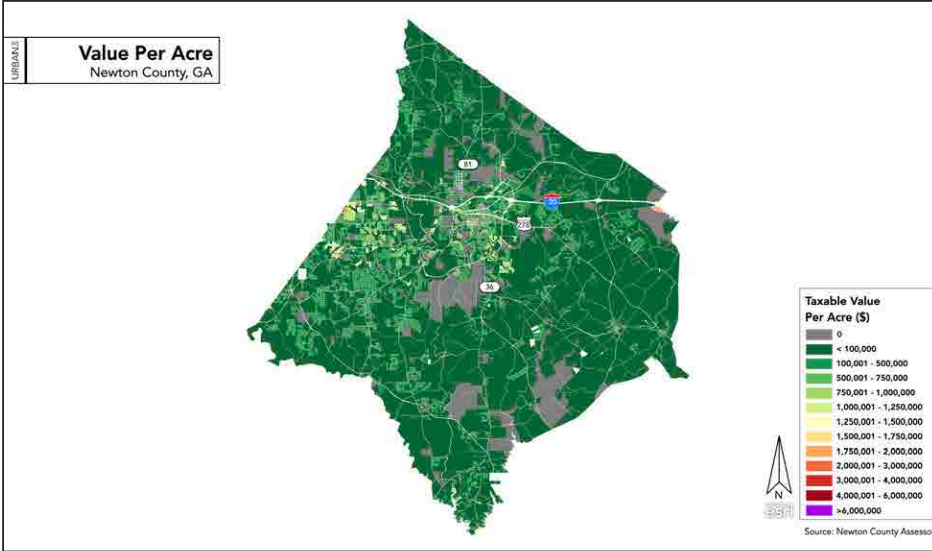 URBAN3
Value Per Acre
Newton County, GA
81
20
278
36
Taxable Value
Per Acre ($)
0
< 100,000
100,001 - 500,000
500,001 - 750,000
750,001 - 1,000,000
1,000,001 - 1,250,000
1,250,001 - 1,500,000
1,500,001 - 1,750,000
1,750,001 - 2,000,000
2,000,001 - 3,000,000
3,000,001 - 4,000,000
4,000,001 - 6,000,000
>6,000,000
N
esri
Source: Newton County Assesso